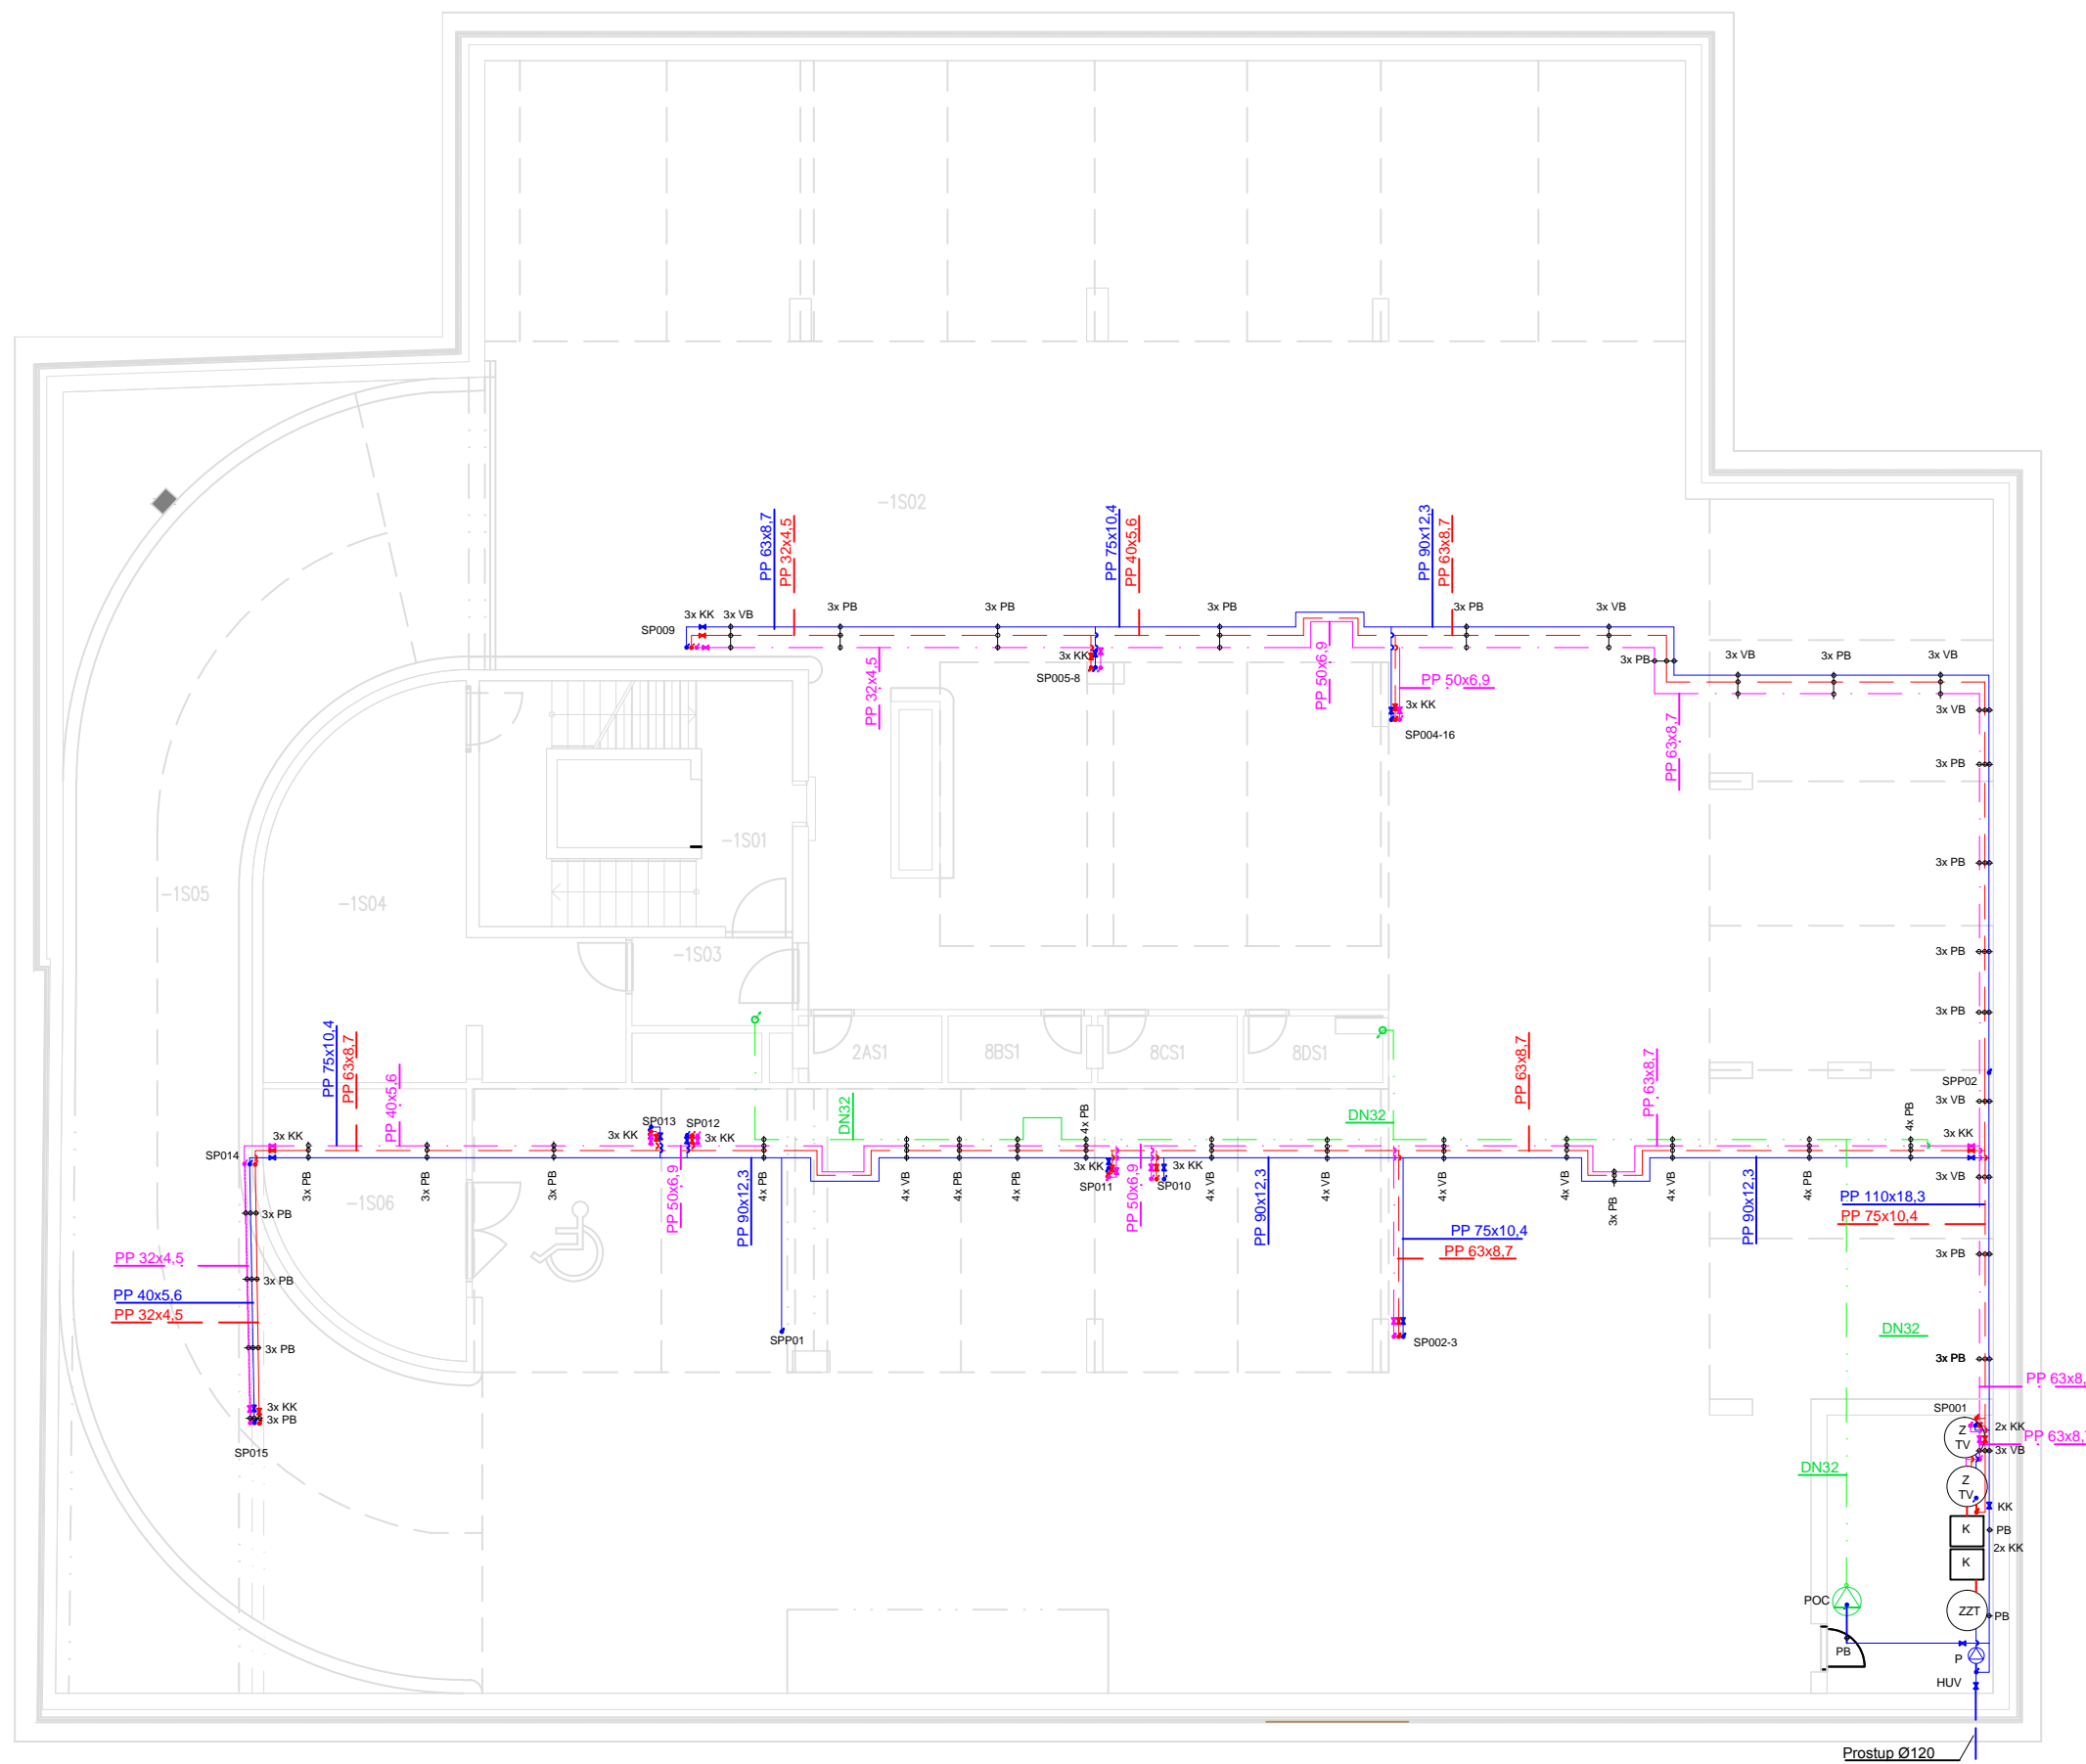 -1S02
PP 63x8,7
PP 32x4,5
PP 75x10,4
PP 40x5,6
PP 90x12,3
PP 63x8,7
3x KK
3x VB
3x PB
3x PB
3x PB
3x PB
3x VB
SP009
3x KK
SP005-8
PP 32x4,5
PP 50x6,9
PP 50x6,9
3x KK
SP004-16
3x PB
PP 63x8,7
3x VB
3x PB
3x VB
3x VB
3x PB
3x PB
3x PB
3x PB
-1S01
-1S05
-1S04
-1S03
2AS1
8BS1
8CS1
8DS1
SPP02
3x VB
PP 75x10,4
PP 63x8,7
PP 40x5,6
3x KK
SP014
3x PB
3x PB
3x PB
SP013
3x KK
SP012
3x KK
PP 50x6,9
PP 90x12,3
4x PB
DN32
4x VB
4x PB
4x PB
4x PB
3x KK
SP011
PP 50x6,9
3x KK
SP010
4x VB
PP 90x12,3
4x VB
DN32
4x VB
PP 63x8,7
4x VB
3x PB
PP 63x8,7
4x VB
PP 90x12,3
4x PB
4x PB
3x KK
3x VB
-1S06
3x PB
PP 32x4,5
3x PB
PP 40x5,6
PP 32x4,5
3x PB
3x KK
3x PB
SP015
SPP01
PP 75x10,4
PP 63x8,7
SP002-3
PP 110x18,3
PP 75x10,4
3x PB
DN32
3x PB
PP 63x8,
SP001
2x KK
Z
TV
PP 63x8,7
3x VB
DN32
Z
TV
KK
K
PB
2x KK
K
POC
ZZT
PB
PB
P
HUV
Prostup Ø120